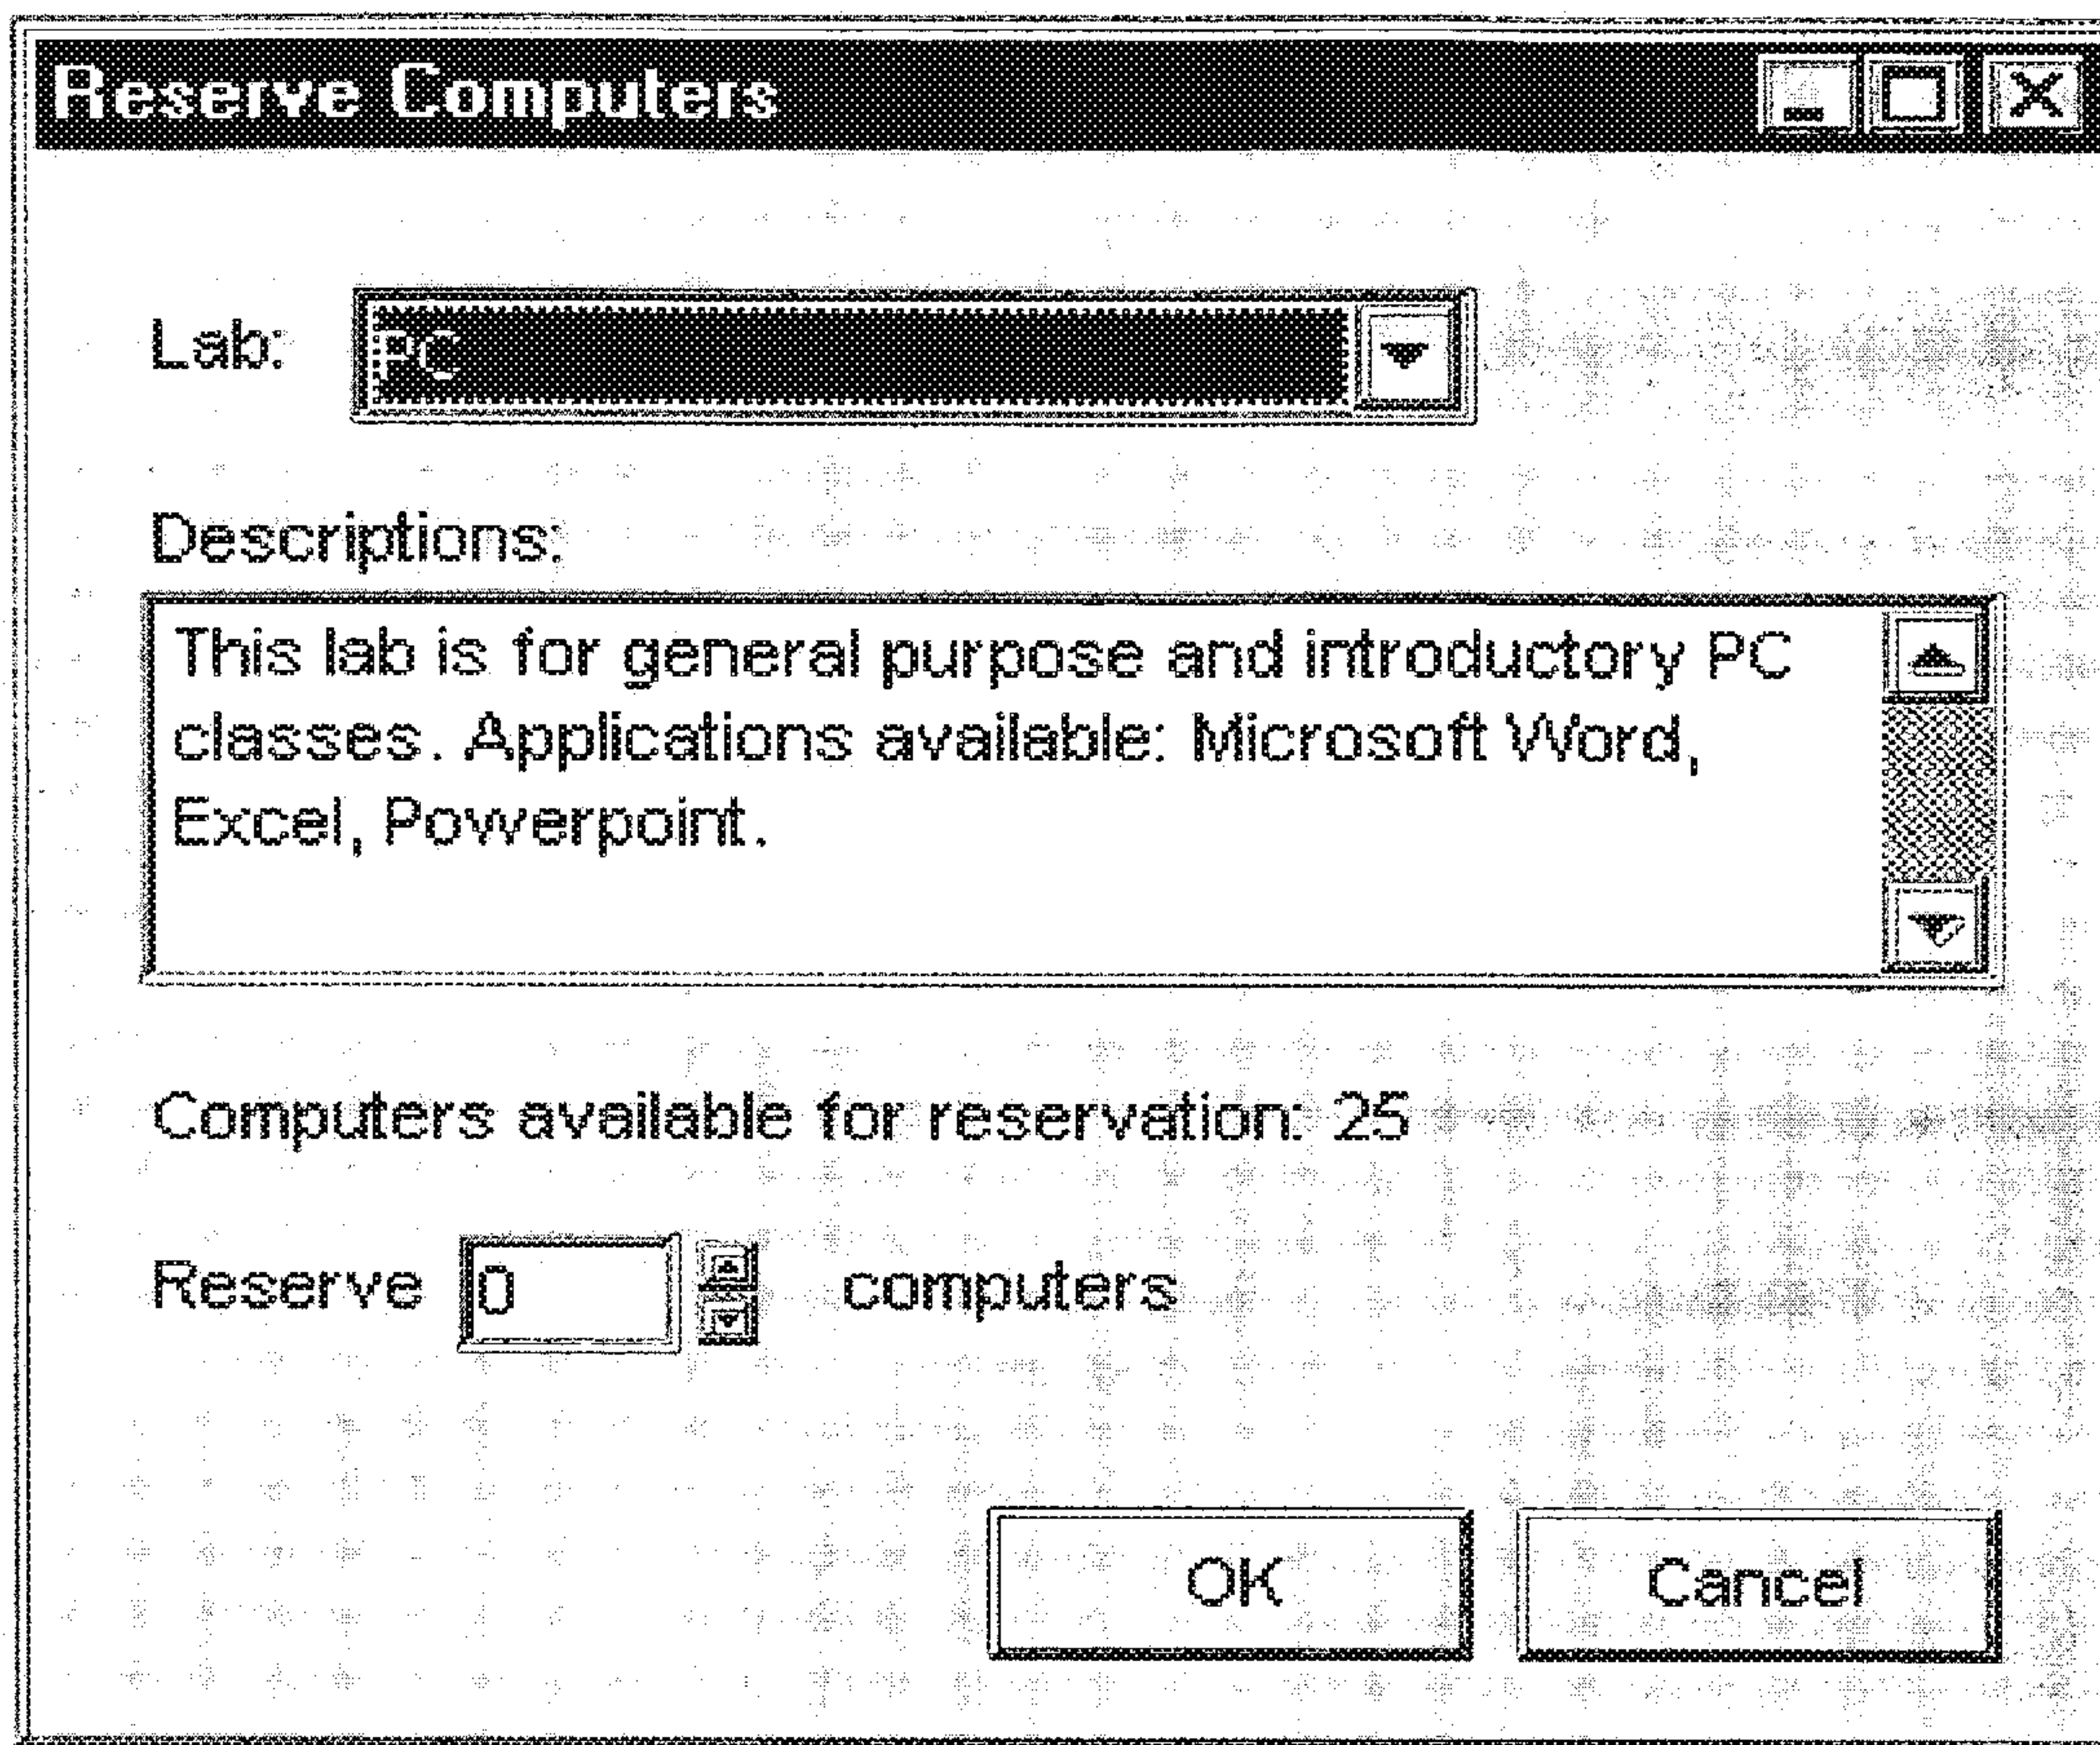 Reserve Computers
Lab: PC
Descriptions:
This lab is for general purpose and introductory PC
classes. Applications available: Microsoft Word,
Excel, Powerpoint.
Computers available for reservation: 25
Reserve 0 computers
OK Cancel